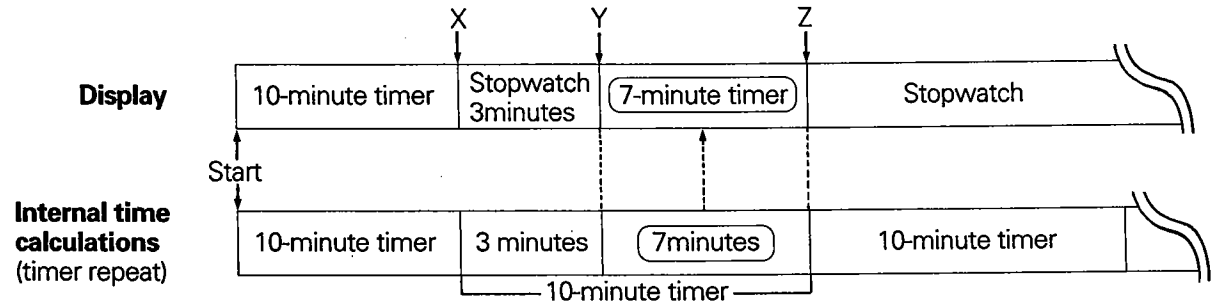 X Y Z
Display
10-minute timer
Stopwatch
3minutes
7-minute timer
Stopwatch
Start
Internal time
calculations
(timer repeat)
10-minute timer
3 minutes
7minutes
10-minute timer
10-minute timer